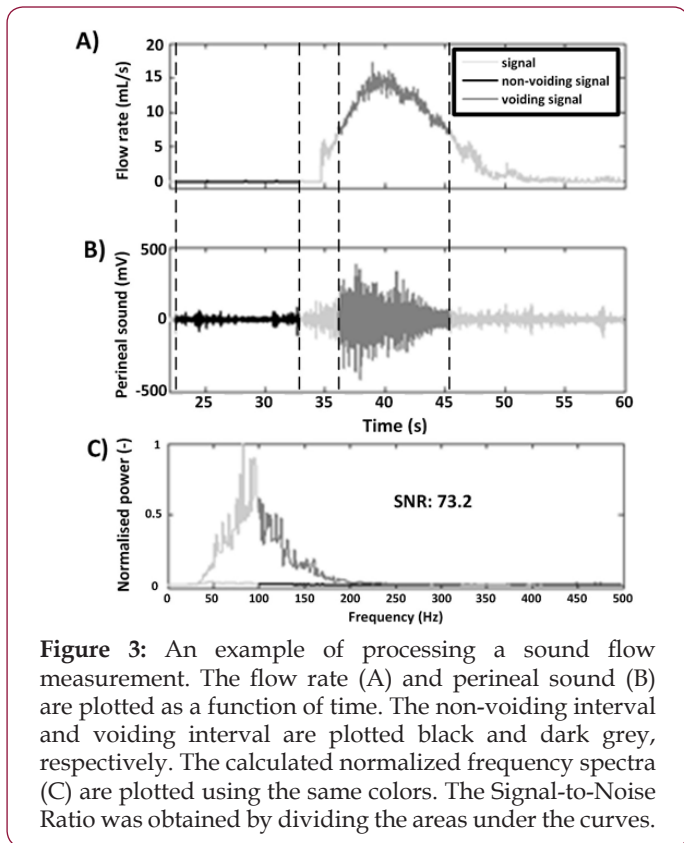 A)
Flow rate (mL/s)
20
15
10
5
0
signal
non-voiding signal
voiding signal
B)
Perineal sound (mV)
500
0
-500
25 30 35 40 45 50 55 60
Time (s)
C)
Normalised power (-)
1
0.5
0
SNR: 73.2
0 50 100 150 200 250 300 350 400 450 500
Frequency (Hz)
Figure 3: An example of processing a sound flow
measurement. The flow rate (A) and perineal sound (B)
are plotted as a function of time. The non-voiding interval
and voiding interval are plotted black and dark grey,
respectively. The calculated normalized frequency spectra
(C) are plotted using the same colors. The Signal-to-Noise
Ratio was obtained by dividing the areas under the curves.